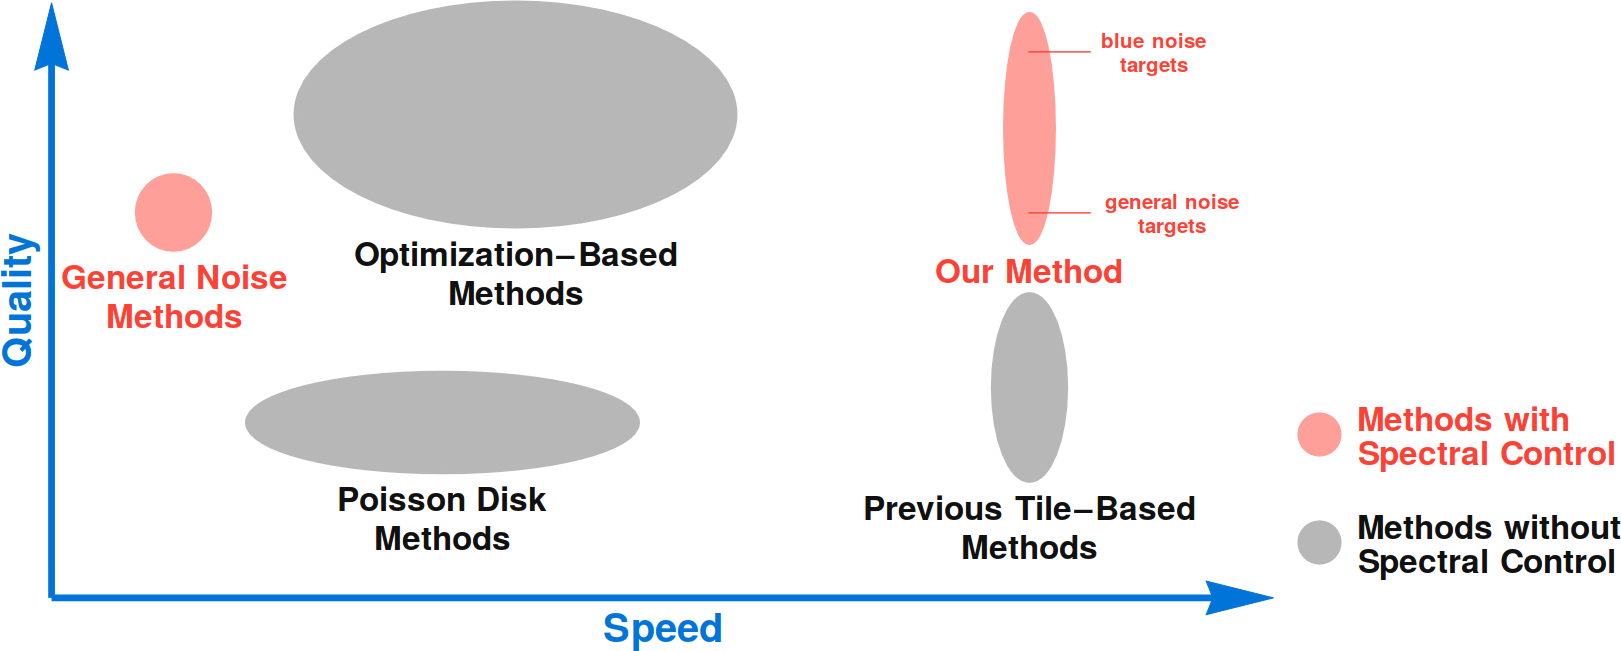 Quality
blue noise
targets
general noise
targets
General Noise
Methods
Optimization–Based
Methods
Our Method
Poisson Disk
Methods
Previous Tile–Based
Methods
Methods with
Spectral Control
Methods without
Spectral Control
Speed